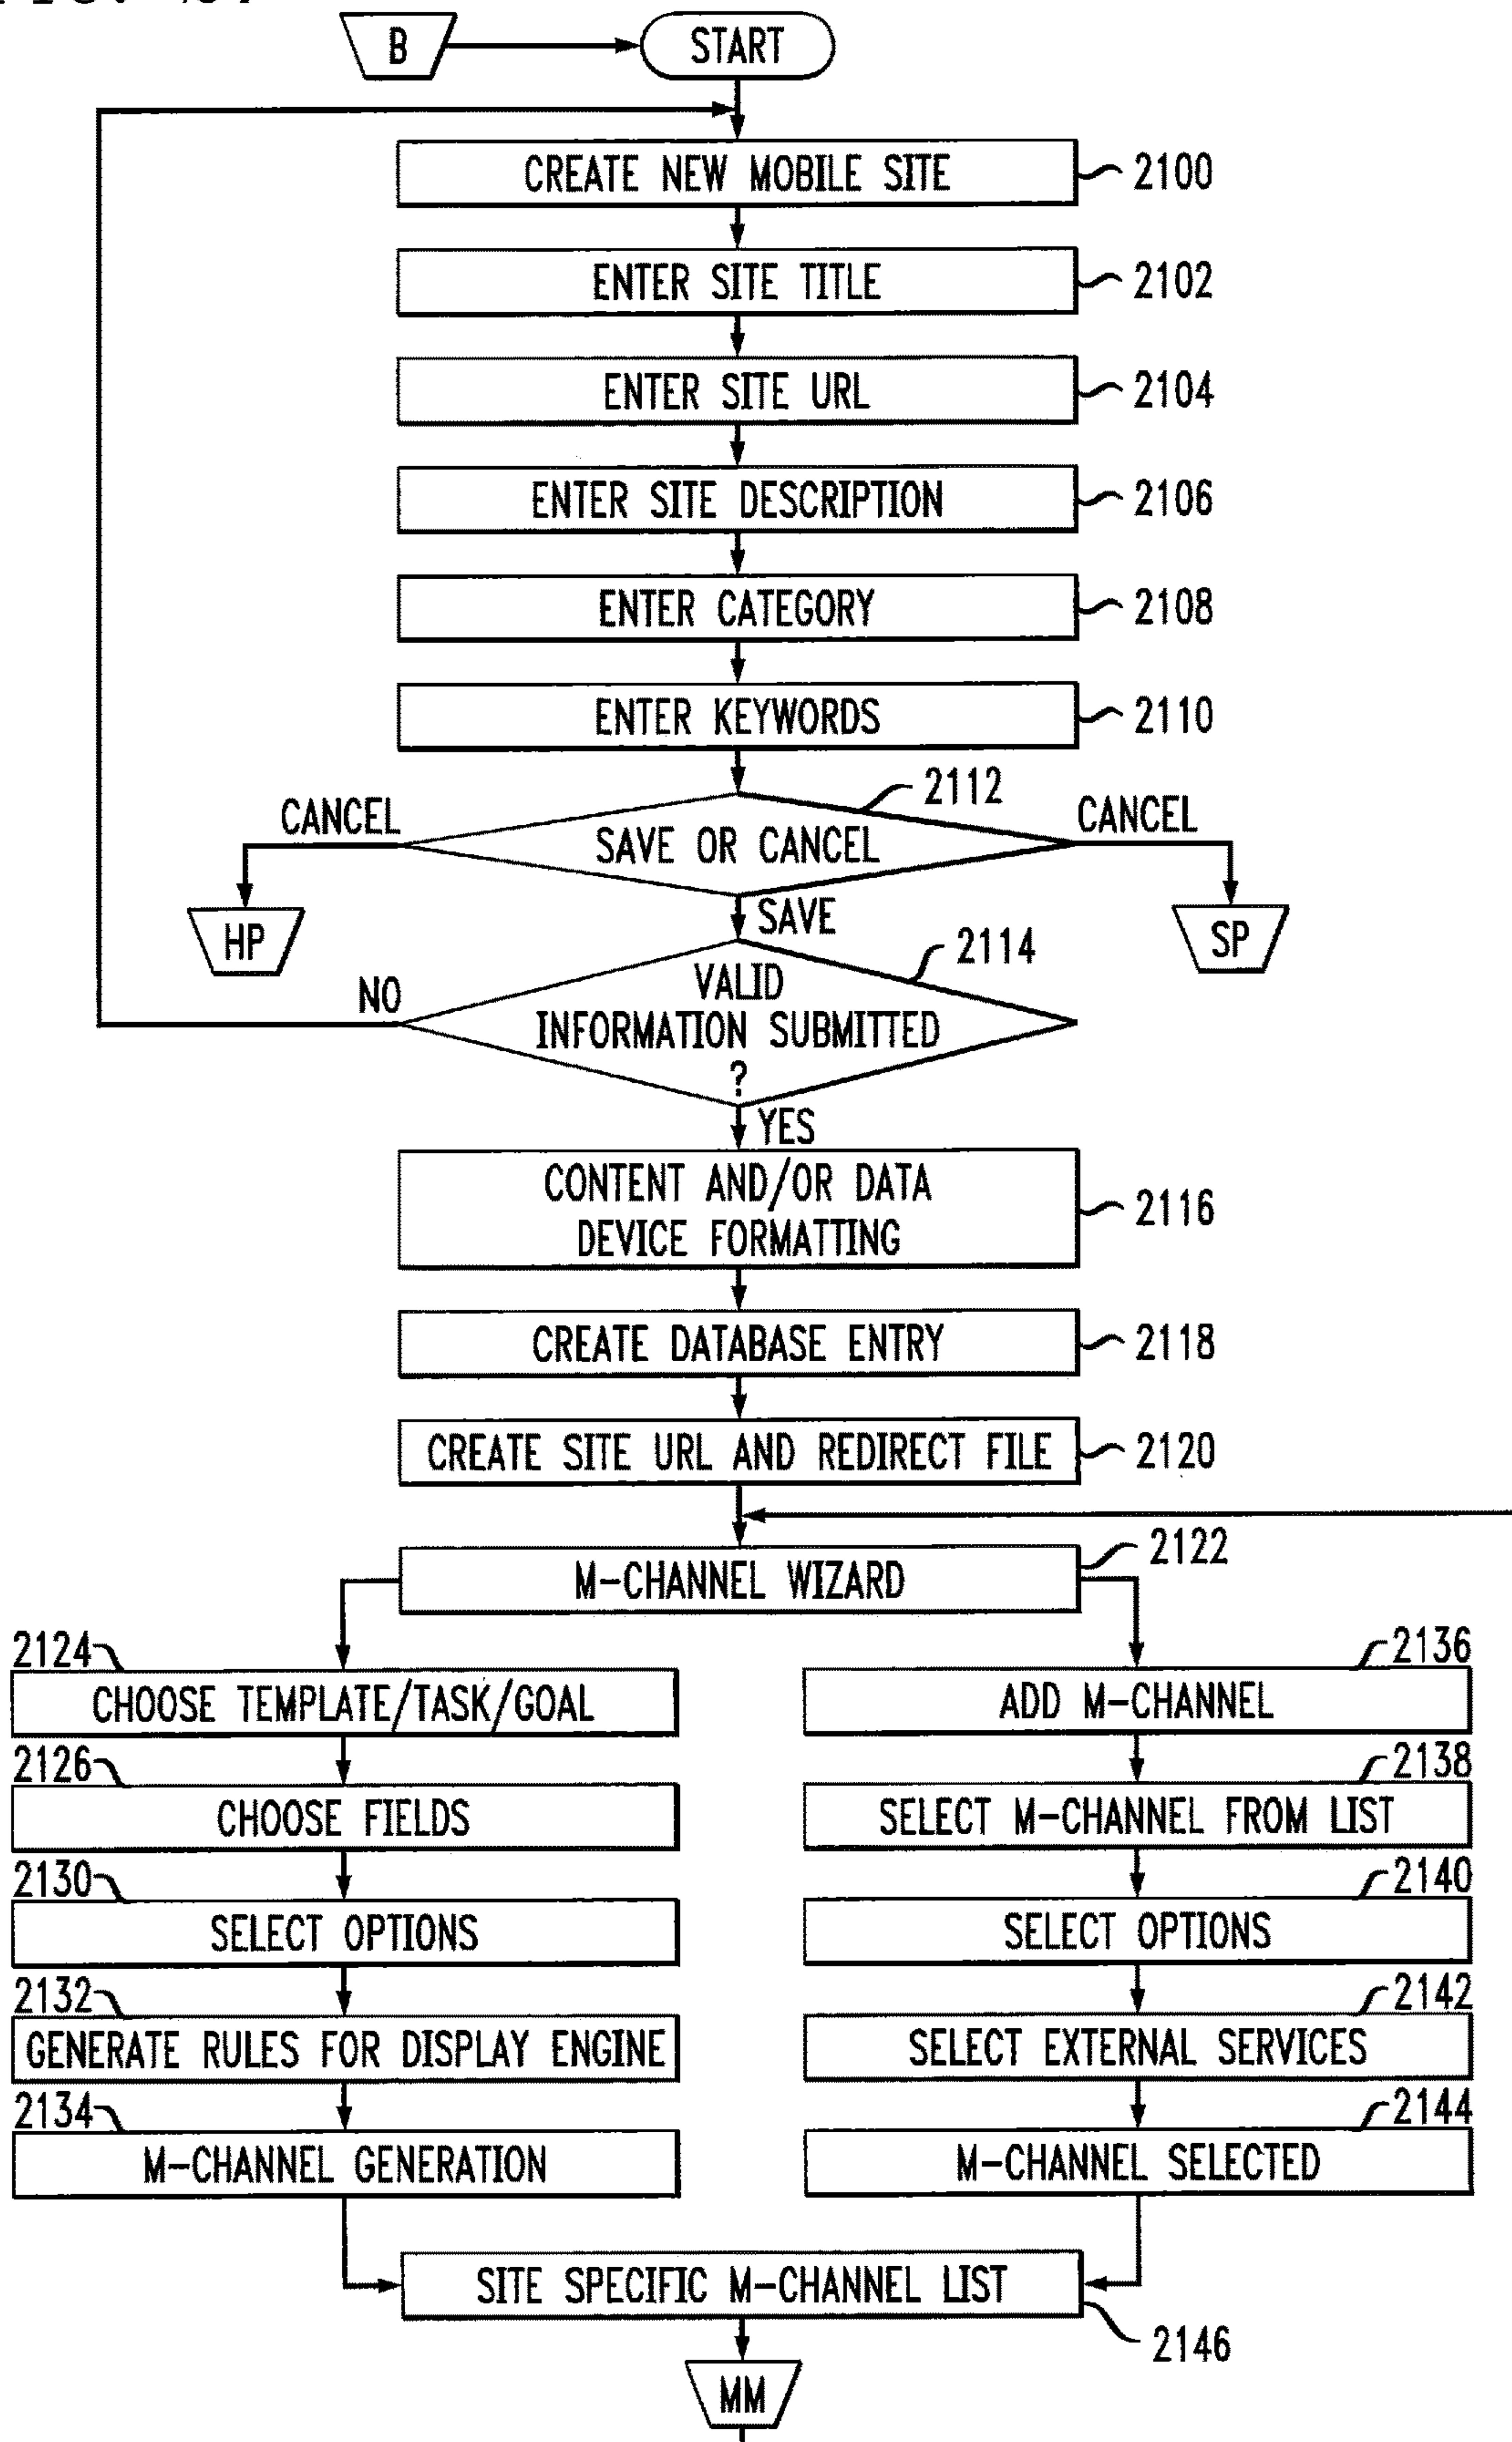 B
START
CREATE NEW MOBILE SITE
2100
ENTER SITE TITLE
2102
ENTER SITE URL
2104
ENTER SITE DESCRIPTION
2106
ENTER CATEGORY
2108
ENTER KEYWORDS
2110
2112
CANCEL
SAVE OR CANCEL
CANCEL
HP
SAVE
SP
2114
NO
VALID
INFORMATION SUBMITTED
?
YES
CONTENT AND/OR DATA
DEVICE FORMATTING
2116
CREATE DATABASE ENTRY
2118
CREATE SITE URL AND REDIRECT FILE
2120
M-CHANNEL WIZARD
2122
2124
CHOOSE TEMPLATE/TASK/GOAL
2126
CHOOSE FIELDS
2130
SELECT OPTIONS
2132
GENERATE RULES FOR DISPLAY ENGINE
2134
M-CHANNEL GENERATION
2136
ADD M-CHANNEL
2138
SELECT M-CHANNEL FROM LIST
2140
SELECT OPTIONS
2142
SELECT EXTERNAL SERVICES
2144
M-CHANNEL SELECTED
SITE SPECIFIC M-CHANNEL LIST
2146
MM